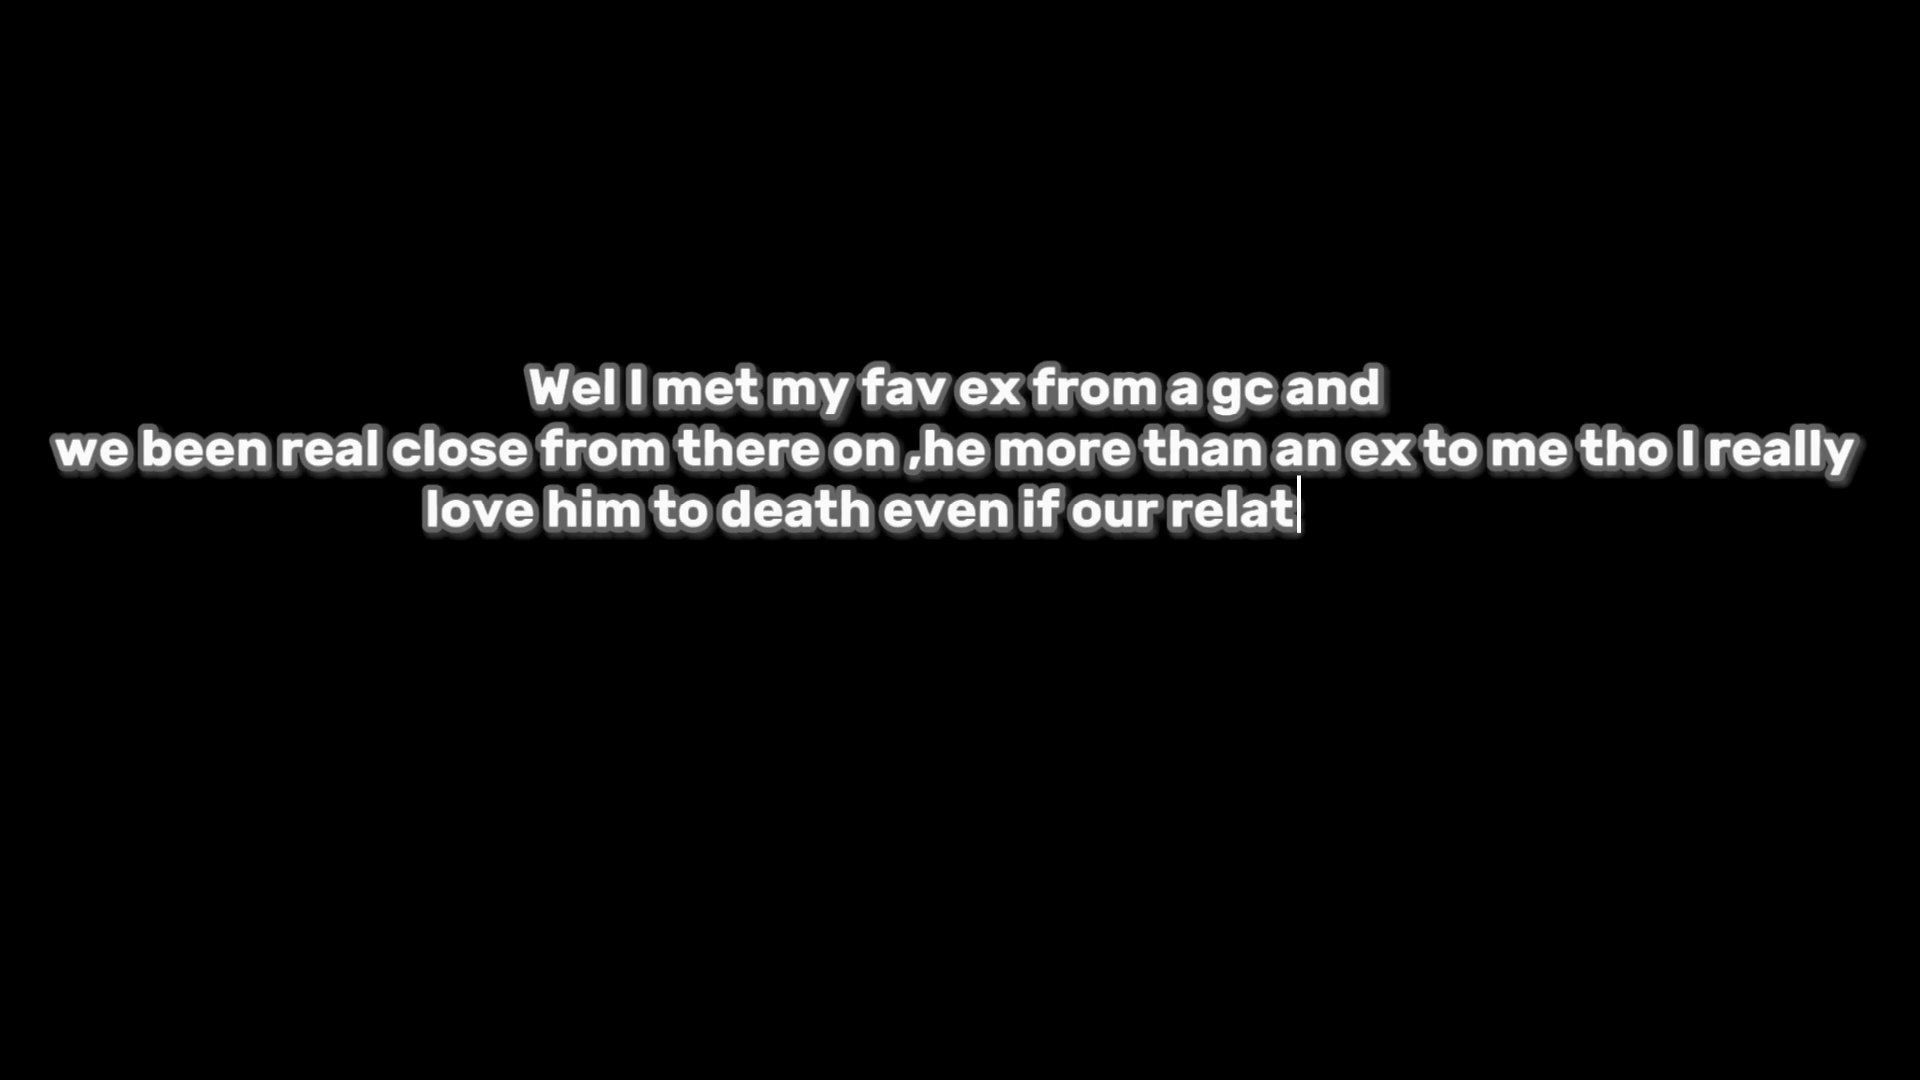 Wel I met my fav ex from a gc and
we been real close from there on ,he more than an ex to me tho I really
love him to death even if our relat